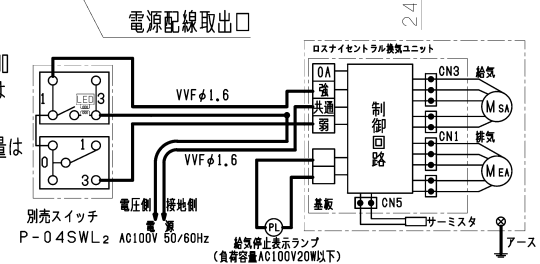 電源配線取出口
24
は
量は
ロスナイセントラル換気ユニット
0A
強
共通
弱
制御回路
CN3
給気
M SA
CN1
排気
M EA
基板
CN5
サーミスタ
アース
1
3
LED
VVFφ1.6
0
1
3
VVFφ1.6
別売スイッチ
P-04SWL₂
電圧側
接地側
電源
AC100V 50/60Hz
PL
給気停止表示ランプ
(負荷容量AC100V20W以下)